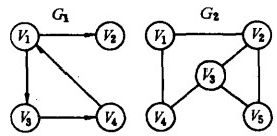 G₁ G₂
V₁ V₂ V₁ V₂
V₃
V₃ V₄ V₄ V₅